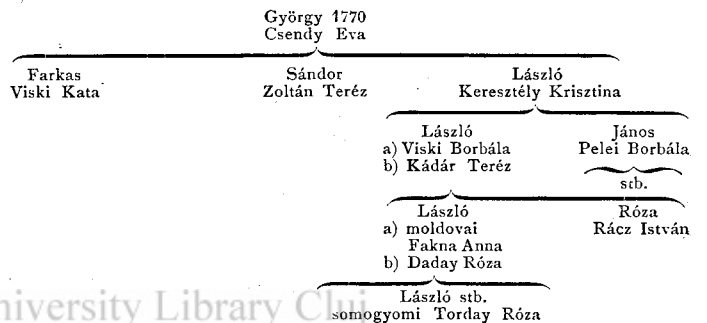 György 1770
Csendy Eva
Farkas Sándor László
Viski Kata Zoltán Teréz Keresztély Krisztina
László János
a) Viski Borbála Pelei Borbála
b) Kádár Teréz
stb.
László Róza
a) moldovai Rácz István
Fakna Anna
b) Daday Róza
László stb.
somogyomi Torday Róza
niversity Library Cluj